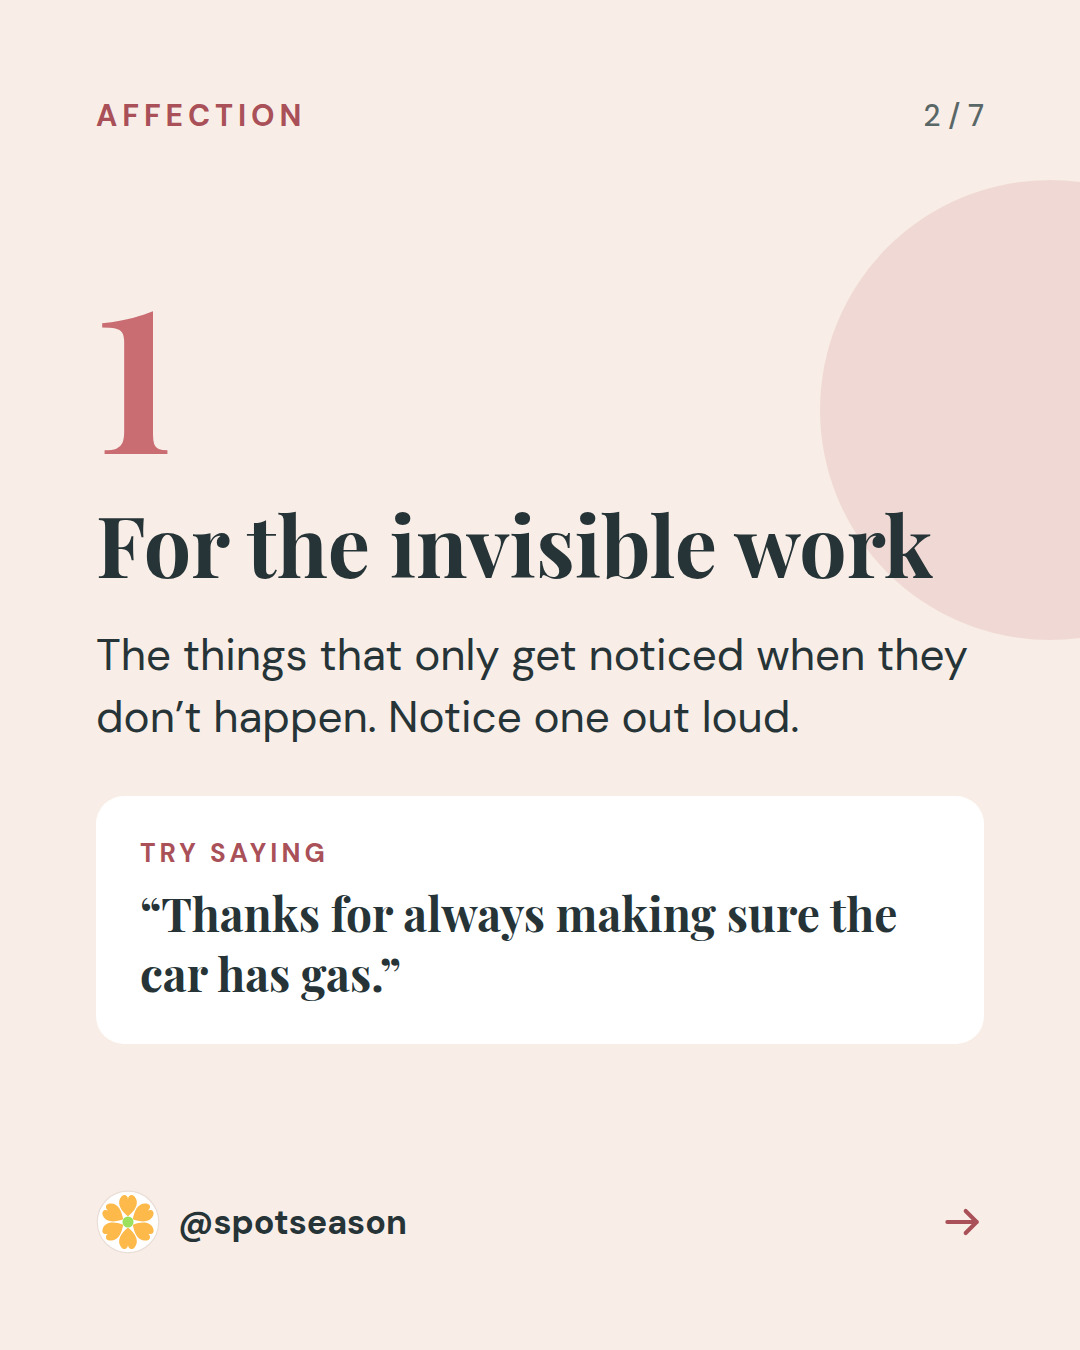 AFFECTION
2 / 7
1
For the invisible work
The things that only get noticed when they
don’t happen. Notice one out loud.
TRY SAYING
“Thanks for always making sure the
car has gas.”
@spotseason